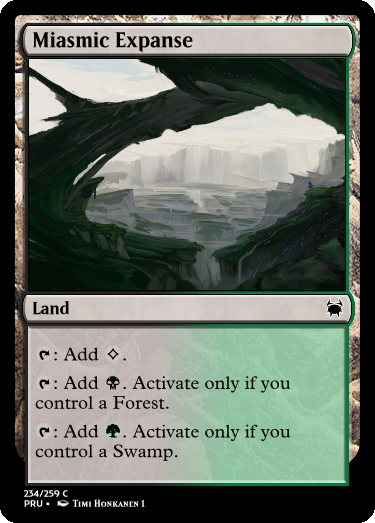 Miasmic Expanse
Land
: Add .
: Add . Activate only if you
control a Forest.
: Add . Activate only if you
control a Swamp.
234/259 C
PRU • Timi Honkanen 1